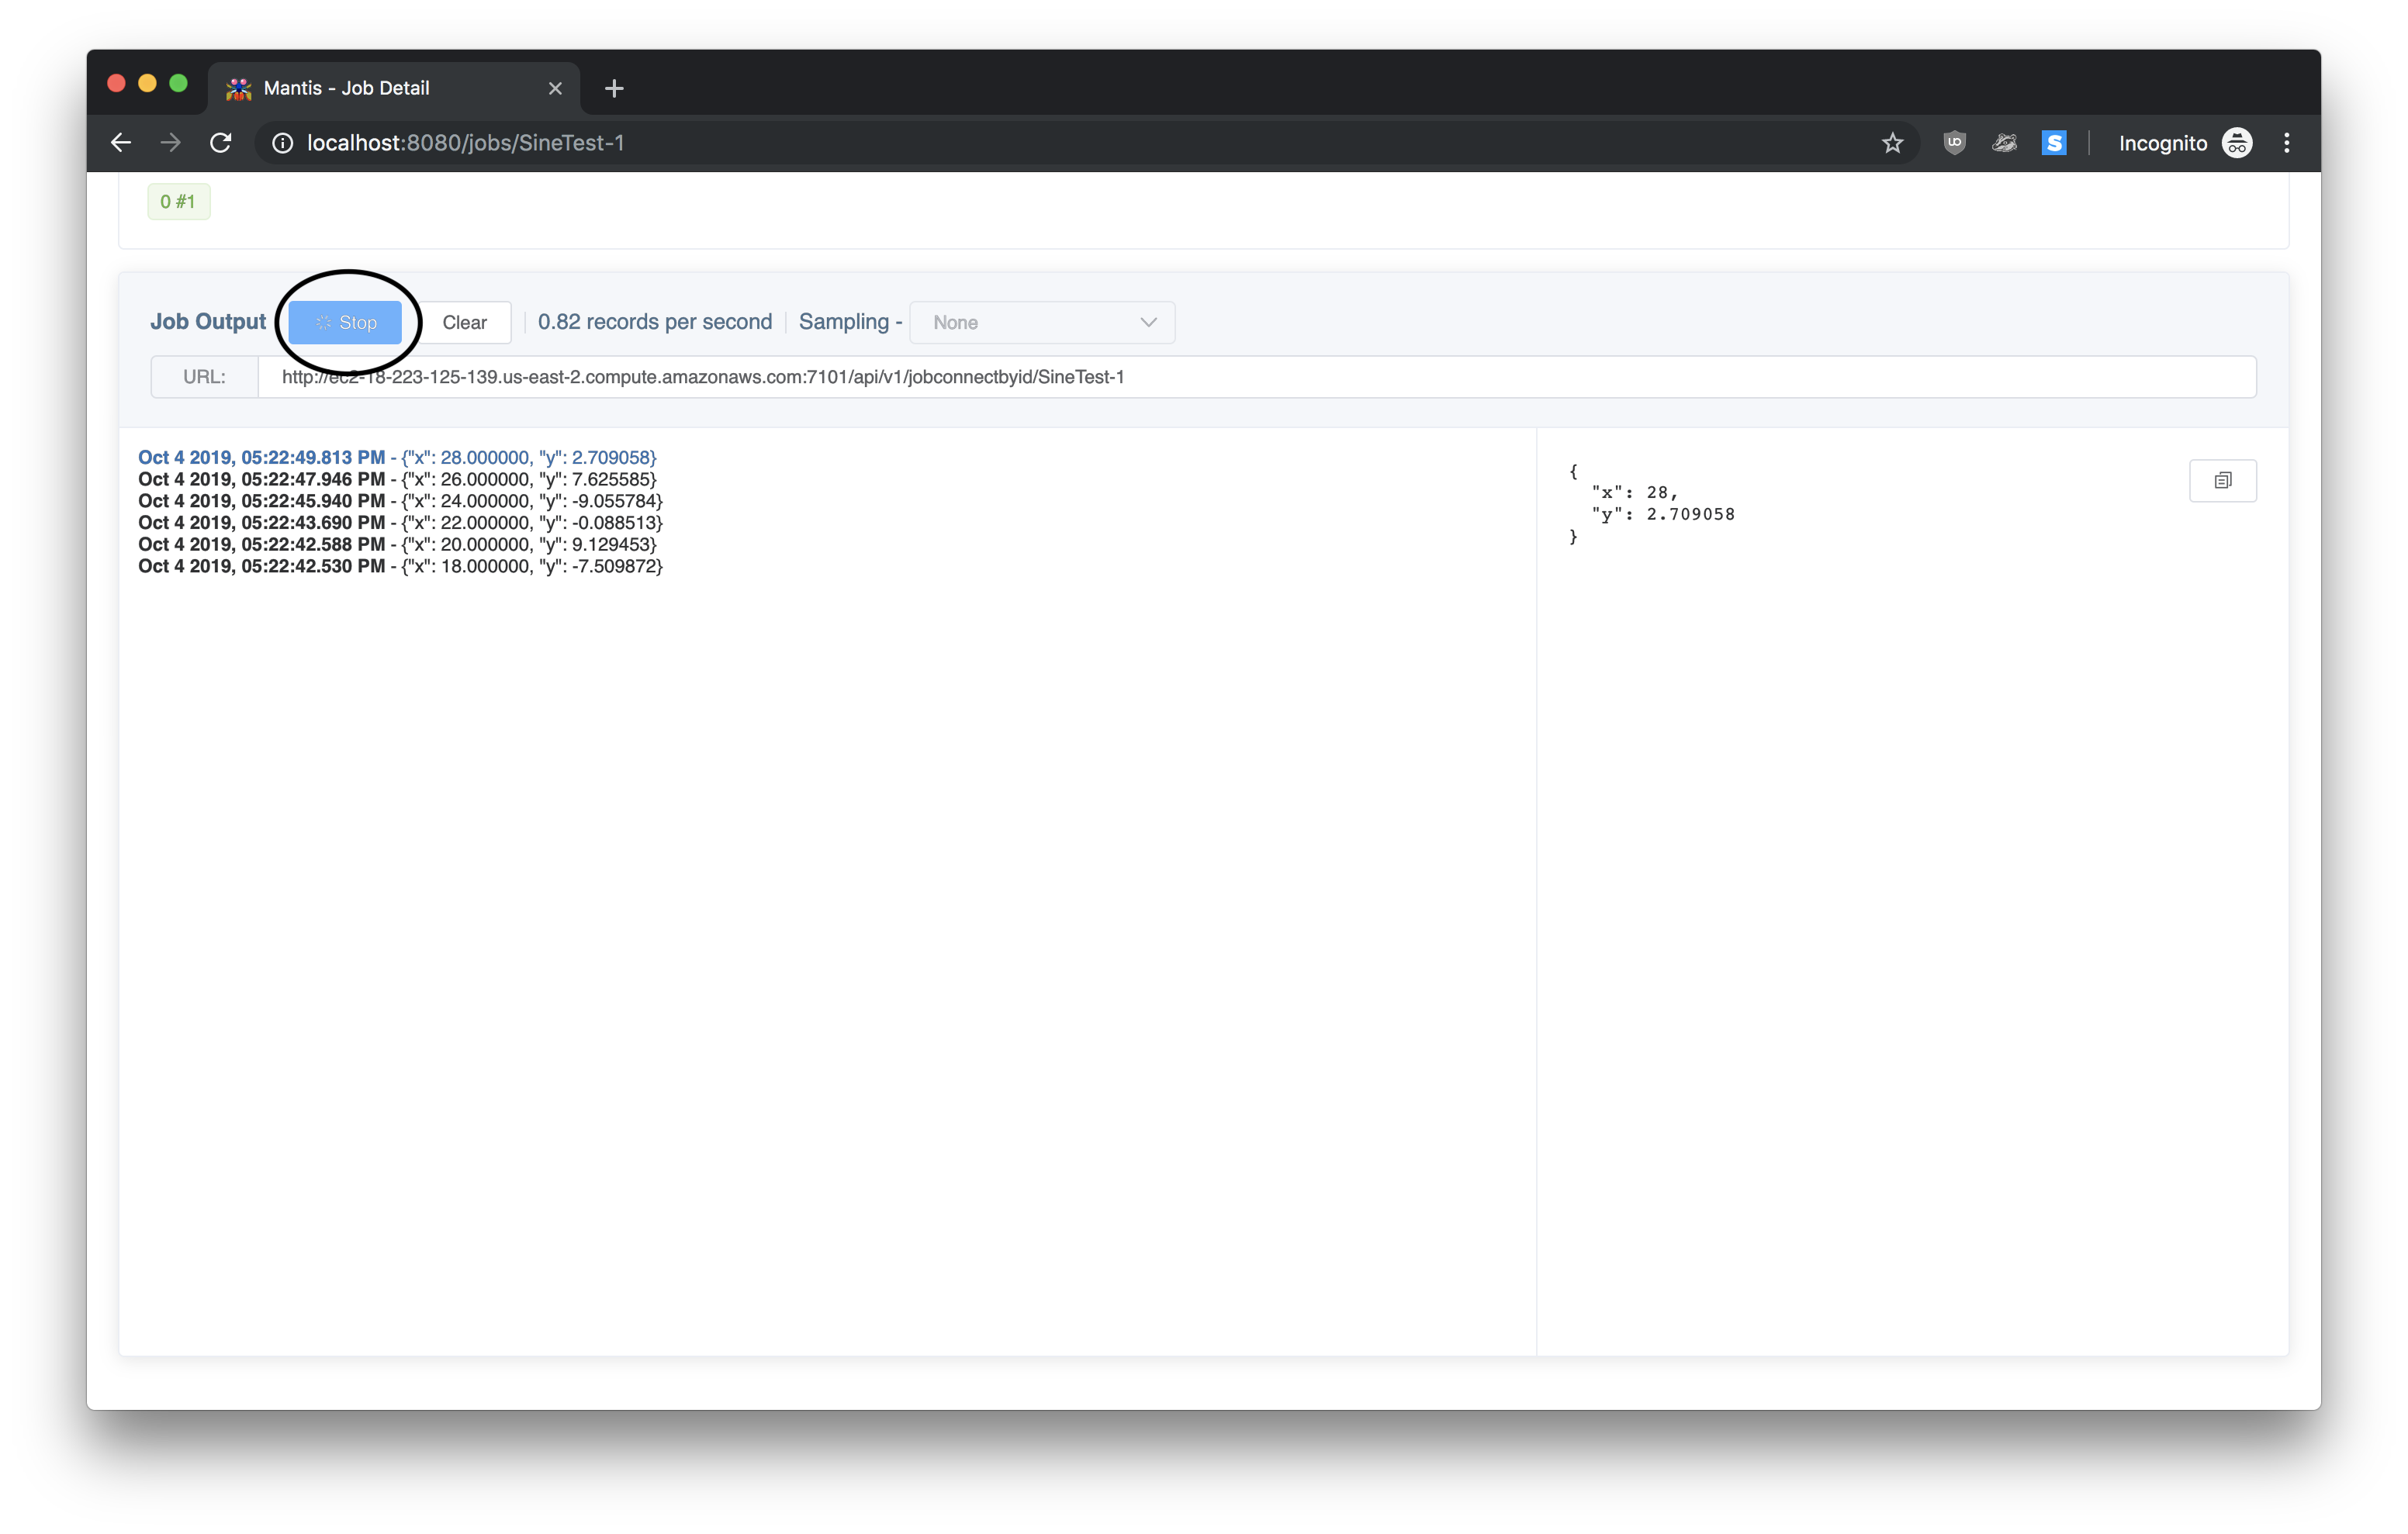 Mantis - Job Detail
localhost:8080/jobs/SineTest-1
Incognito
0 #1
Job Output Stop Clear 0.82 records per second Sampling - None
URL: http://ec2-18-223-125-139.us-east-2.compute.amazonaws.com:7101/api/v1/jobconnectbyid/SineTest-1
Oct 4 2019, 05:22:49.813 PM - {"x": 28.000000, "y": 2.709058}
Oct 4 2019, 05:22:47.946 PM - {"x": 26.000000, "y": 7.625585}
Oct 4 2019, 05:22:45.940 PM - {"x": 24.000000, "y": -9.055784}
Oct 4 2019, 05:22:43.690 PM - {"x": 22.000000, "y": -0.088513}
Oct 4 2019, 05:22:42.588 PM - {"x": 20.000000, "y": 9.129453}
Oct 4 2019, 05:22:42.530 PM - {"x": 18.000000, "y": -7.509872}
{
"x": 28,
"y": 2.709058
}